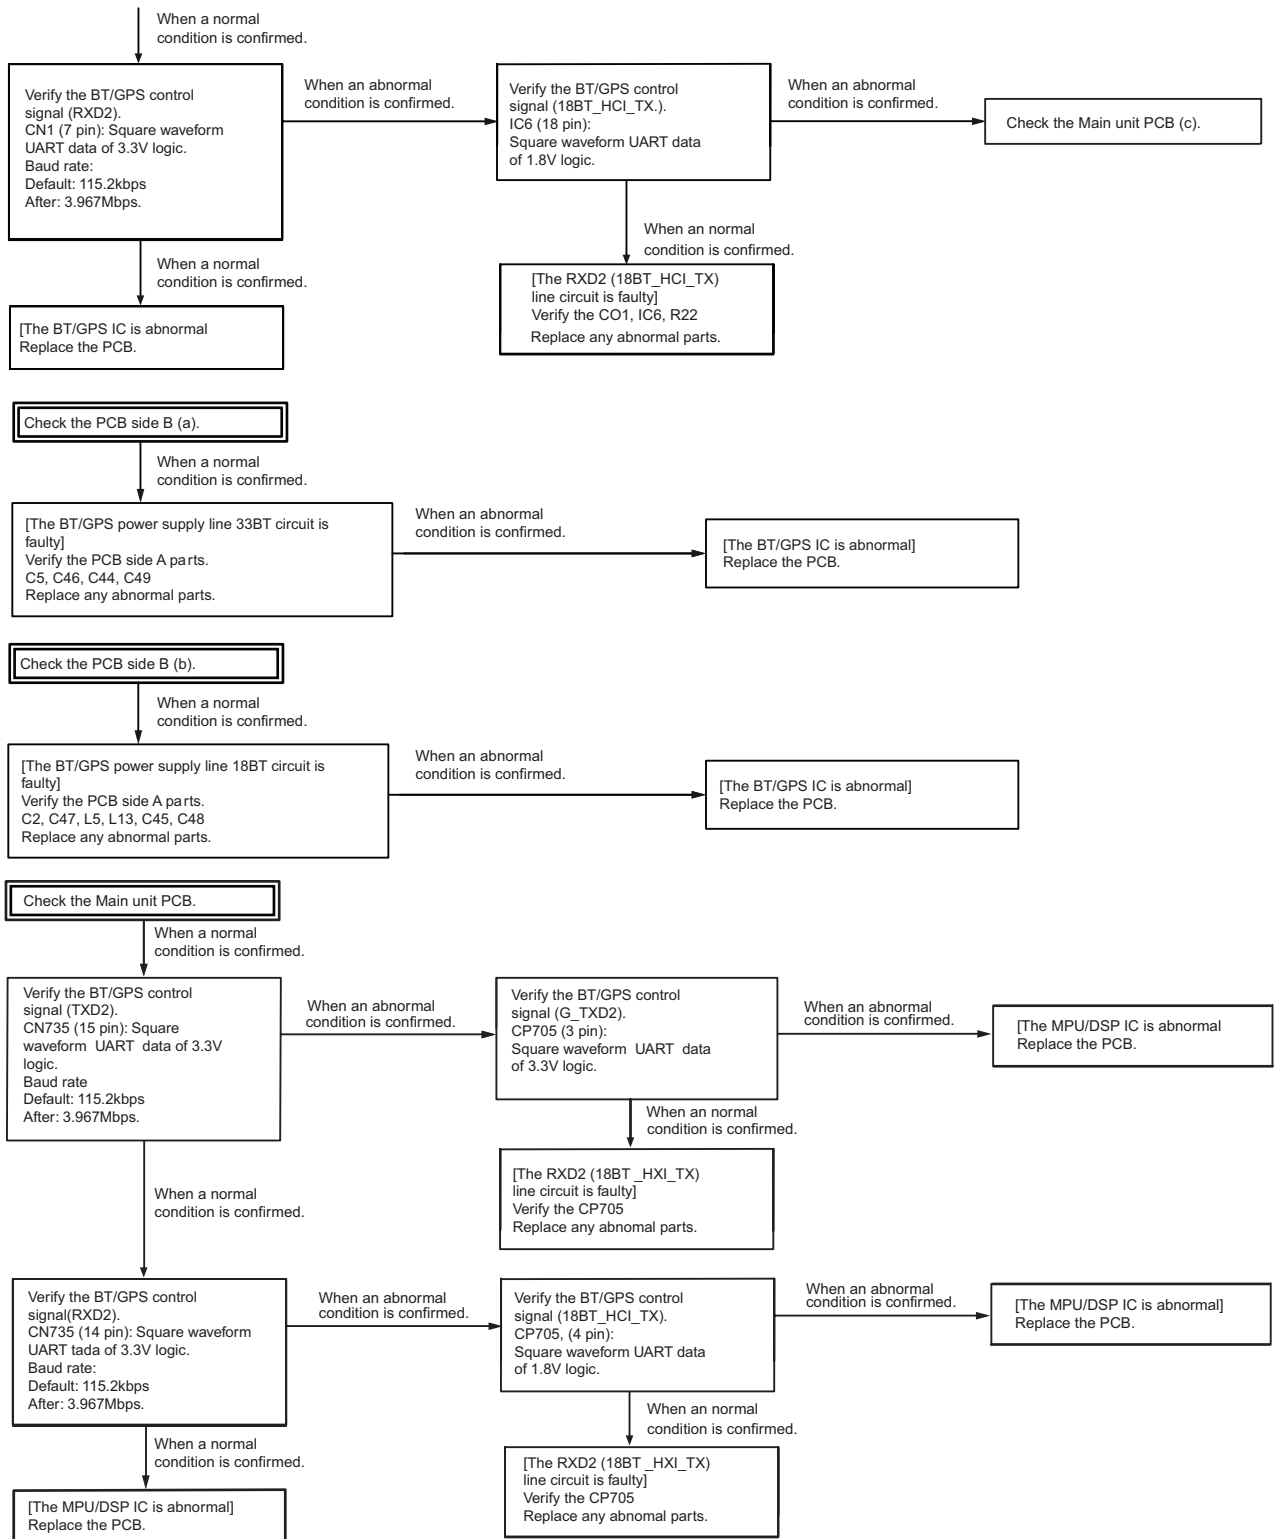 When a normal
condition is confirmed.
Verify the BT/GPS control
signal (RXD2).
CN1 (7 pin): Square waveform
UART data of 3.3V logic.
Baud rate:
Default: 115.2kbps
After: 3.967Mbps.
When an abnormal
condition is confirmed.
Verify the BT/GPS control
signal (18BT_HCI_TX.).
IC6 (18 pin):
Square waveform UART data
of 1.8V logic.
When an abnormal
condition is confirmed.
Check the Main unit PCB (c).
When an normal
condition is confirmed.
[The RXD2 (18BT_HCI_TX)
line circuit is faulty]
Verify the CO1, IC6, R22
Replace any abnormal parts.
When a normal
condition is confirmed.
[The BT/GPS IC is abnormal
Replace the PCB.
Check the PCB side B (a).
When a normal
condition is confirmed.
[The BT/GPS power supply line 33BT circuit is
faulty]
Verify the PCB side A parts.
C5, C46, C44, C49
Replace any abnormal parts.
When an abnormal
condition is confirmed.
[The BT/GPS IC is abnormal]
Replace the PCB.
Check the PCB side B (b).
When a normal
condition is confirmed.
[The BT/GPS power supply line 18BT circuit is
faulty]
Verify the PCB side A parts.
C2, C47, L5, L13, C45, C48
Replace any abnormal parts.
When an abnormal
condition is confirmed.
[The BT/GPS IC is abnormal]
Replace the PCB.
Check the Main unit PCB.
When a normal
condition is confirmed.
Verify the BT/GPS control
signal (TXD2).
CN735 (15 pin): Square
waveform UART data of 3.3V
logic.
Baud rate
Default: 115.2kbps
After: 3.967Mbps.
When an abnormal
condition is confirmed.
Verify the BT/GPS control
signal (G_TXD2).
CP705 (3 pin):
Square waveform UART data
of 3.3V logic.
When an abnormal
condition is confirmed.
[The MPU/DSP IC is abnormal
Replace the PCB.
When an normal
condition is confirmed.
[The RXD2 (18BT _HXI_TX)
line circuit is faulty]
Verify the CP705
Replace any abnomal parts.
When a normal
condition is confirmed.
Verify the BT/GPS control
signal(RXD2).
CN735 (14 pin): Square waveform
UART tada of 3.3V logic.
Baud rate:
Default: 115.2kbps
After: 3.967Mbps.
When an abnormal
condition is confirmed.
Verify the BT/GPS control
signal (18BT_HCI_TX).
CP705, (4 pin):
Square waveform UART data
of 1.8V logic.
When an abnormal
condition is confirmed.
[The MPU/DSP IC is abnormal]
Replace the PCB.
When an normal
condition is confirmed.
[The RXD2 (18BT _HXI_TX)
line circuit is faulty]
Verify the CP705
Replace any abnomal parts.
When a normal
condition is confirmed.
[The MPU/DSP IC is abnormal]
Replace the PCB.